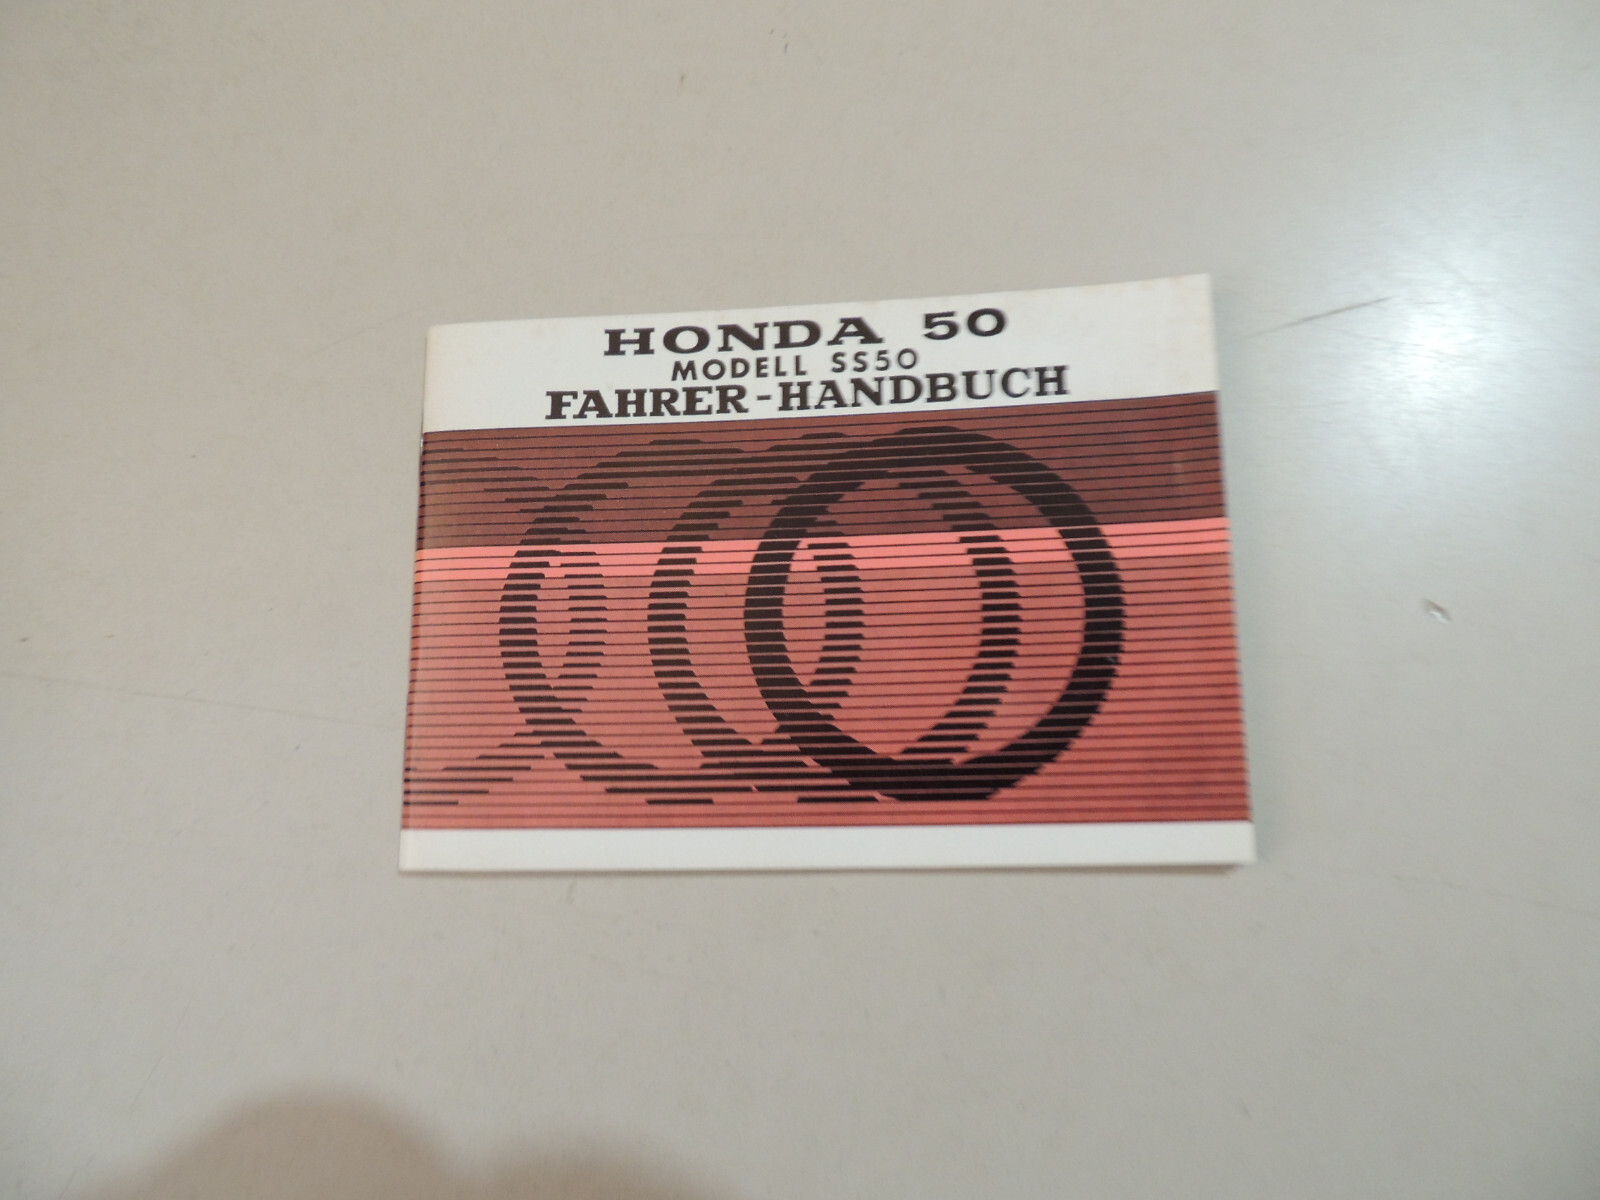 HONDA 50
MODELL SS50
FAHRER-HANDBUCH